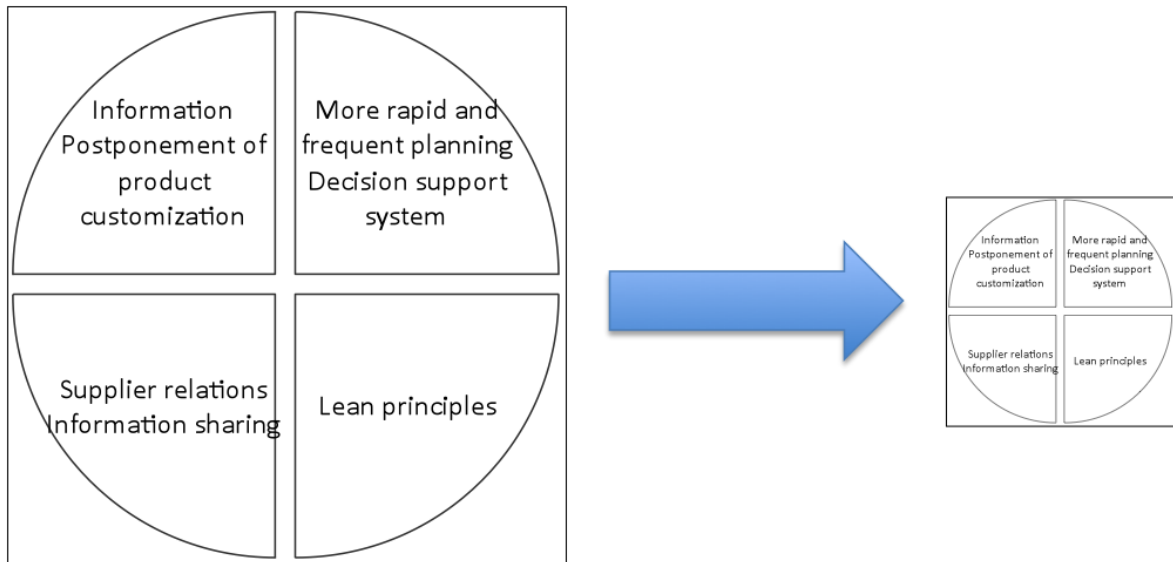 Information
Postponement of
product
customization
More rapid and
frequent planning
Decision support
system
Supplier relations
Information sharing
Lean principles
Information
Postponement of
product
customization
More rapid and
frequent planning
Decision support
system
Supplier relations
Information sharing
Lean principles